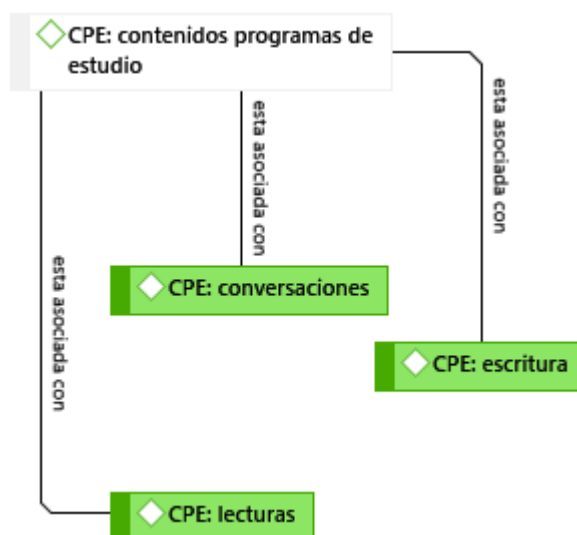 CPE: contenidos programas de
estudio
esta asociada con
esta asociada con
esta asociada con
CPE: conversaciones
CPE: escritura
CPE: lecturas